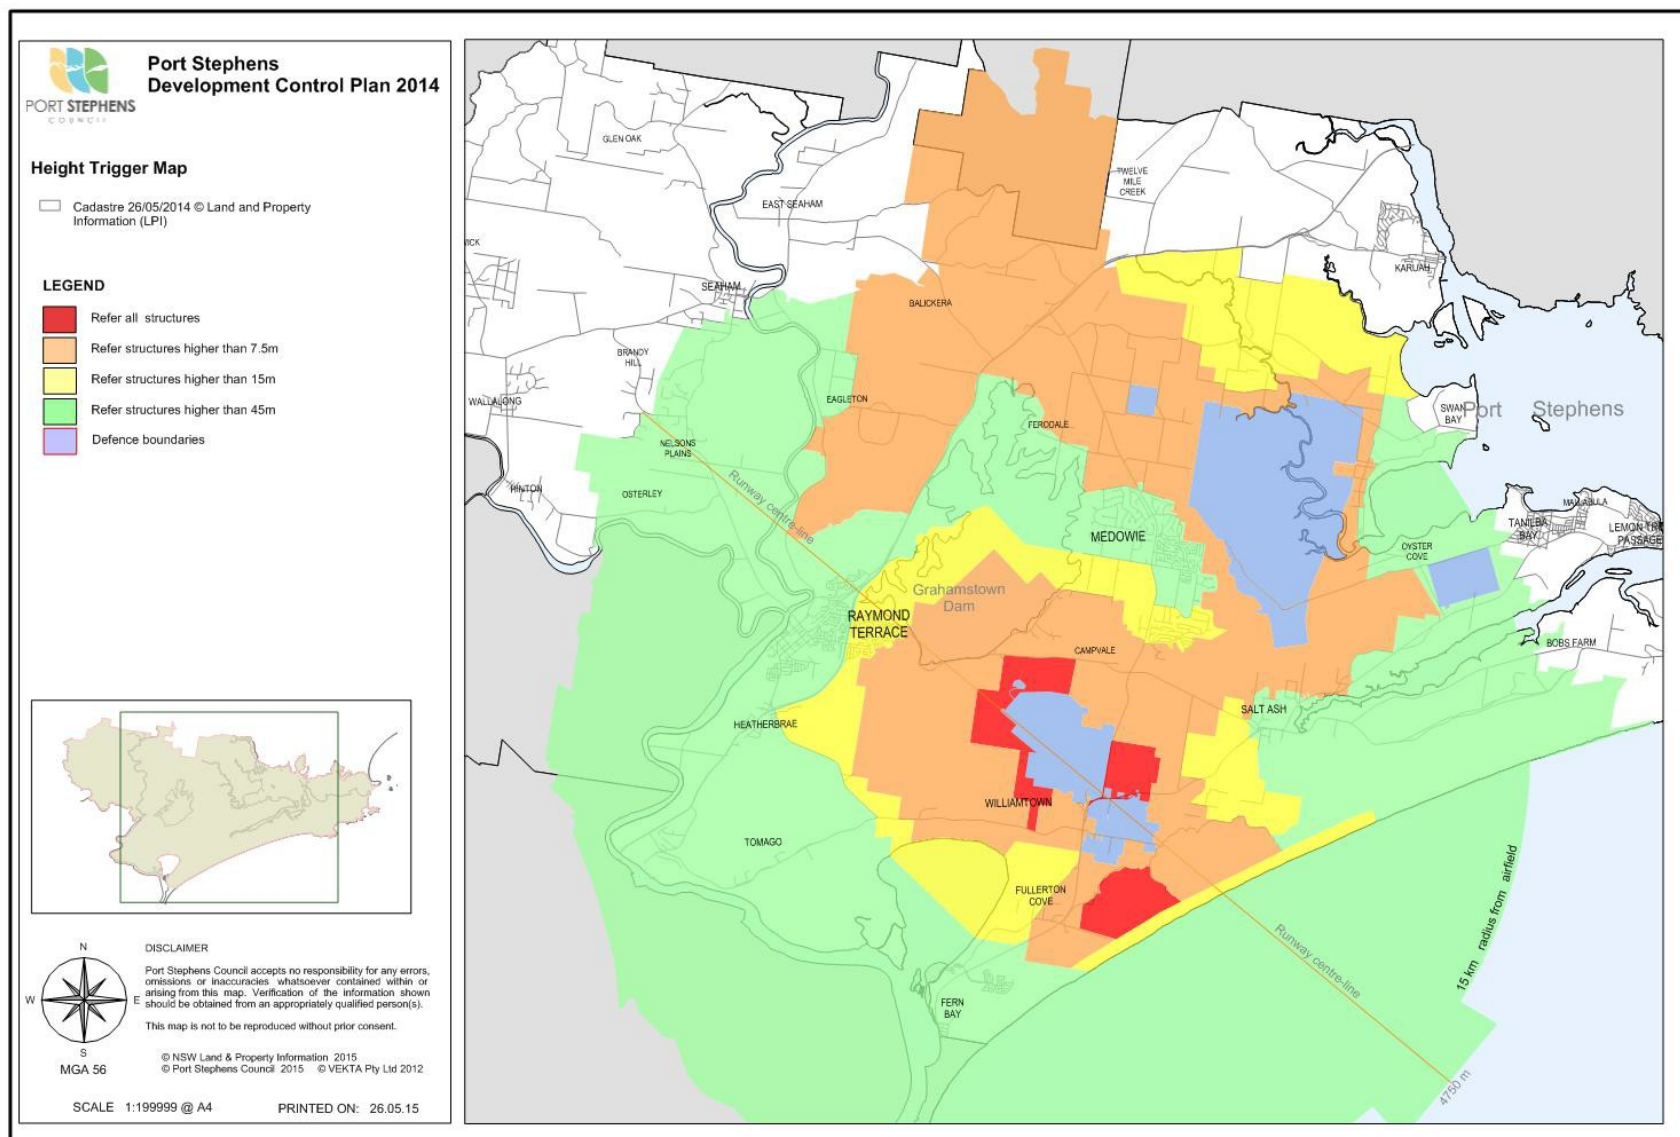 PORT STEPHENS
COUNCIL
Port Stephens
Development Control Plan 2014
Height Trigger Map
Cadastre 26/05/2014 © Land and Property
Information (LPI)
LEGEND
Refer all structures
Refer structures higher than 7.5m
Refer structures higher than 15m
Refer structures higher than 45m
Defence boundaries
N
W
E
S
MGA 56
DISCLAIMER
Port Stephens Council accepts no responsibility for any errors,
omissions or inaccuracies whatsoever contained within or
arising from this map. Verification of the information shown
should be obtained from an appropriately qualified person(s).
This map is not to be reproduced without prior consent.
© NSW Land & Property Information 2015
© Port Stephens Council 2015 © VEKTA Pty Ltd 2012
SCALE 1:199999 @ A4
PRINTED ON: 26.05.15
GLEN OAK
TWELVE
MILE
CREEK
EAST SEAHAM
KARUAH
SEAHAM
BALICKERA
BRANDY
HILL
WALLALONG
EAGLETON
SWAN
BAY
Port Stephens
FERODALE
NELSONS
PLAINS
HINTON
OSTERLEY
Runway centre-line
MALLABULA
TANILBA
BAY
LEMON TRE
PASSAGE
MEDOWIE
OYSTER
COVE
Grahamstown
Dam
RAYMOND
TERRACE
BOBS FARM
CAMPVALE
SALT ASH
HEATHERBRAE
WILLIAMTOWN
TOMAGO
FULLERTON
COVE
15 km radius from airfield
Runway centre-line
FERN
BAY
4750 m